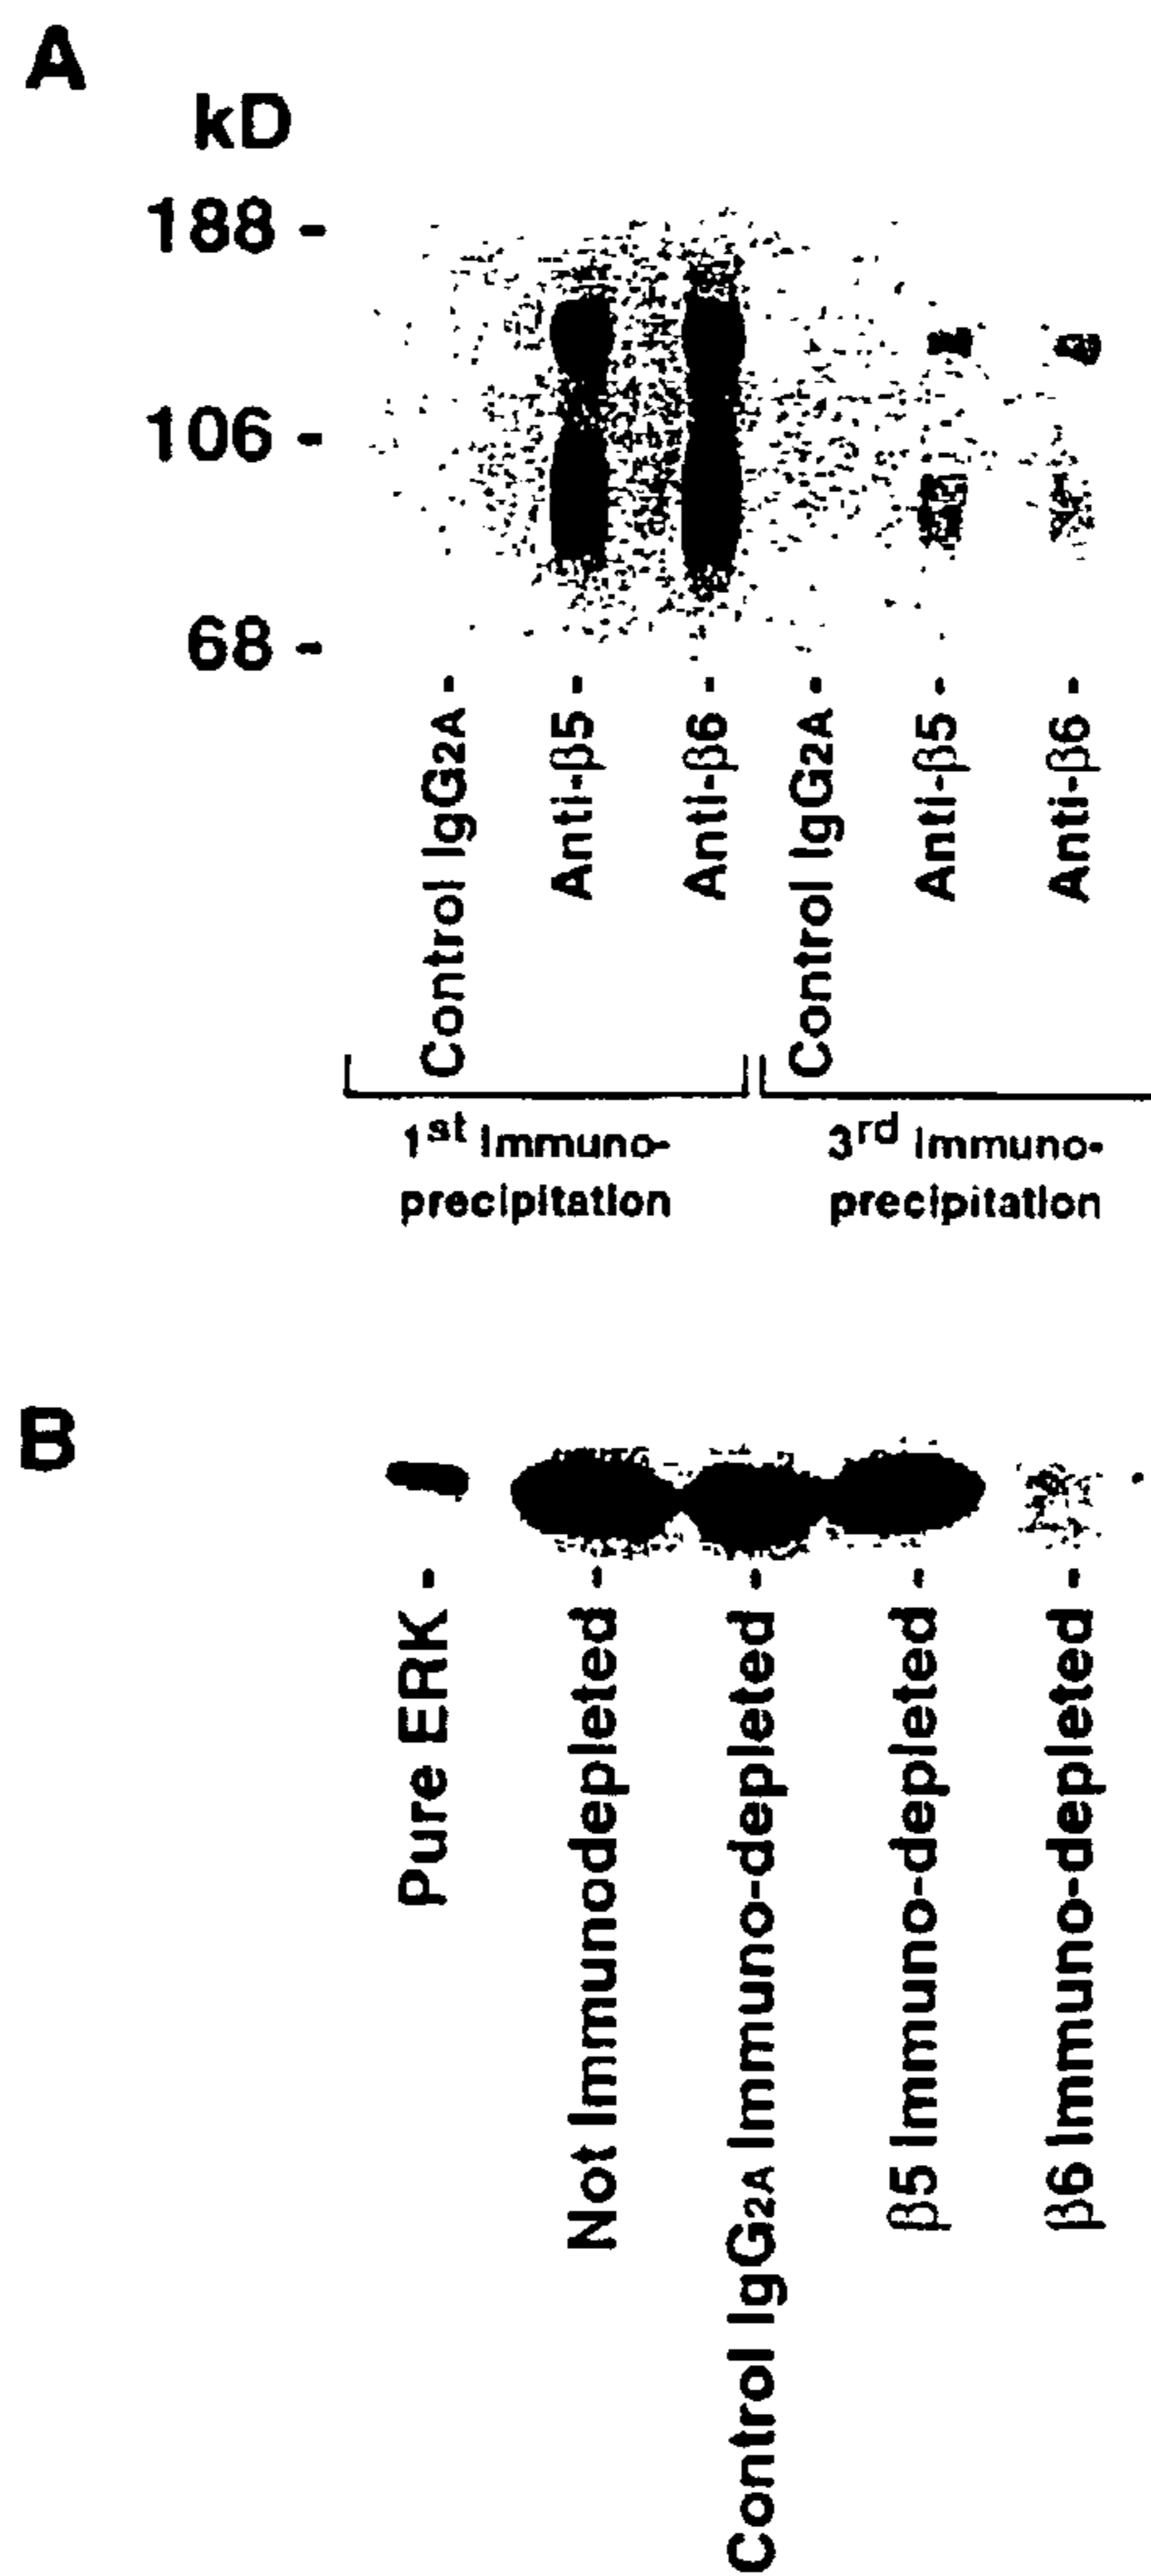 A
kD
188 -
106 -
68 -
Control IgG2A -
Anti-β5 -
Anti-β6 -
Control IgG2A -
Anti-β5 -
Anti-β6 -
1st Immuno-
precipitation
3rd Immuno-
precipitation
B
Pure ERK -
Not Immunodepleted -
Control IgG2A Immuno-depleted -
β5 Immuno-depleted -
β6 Immuno-depleted -